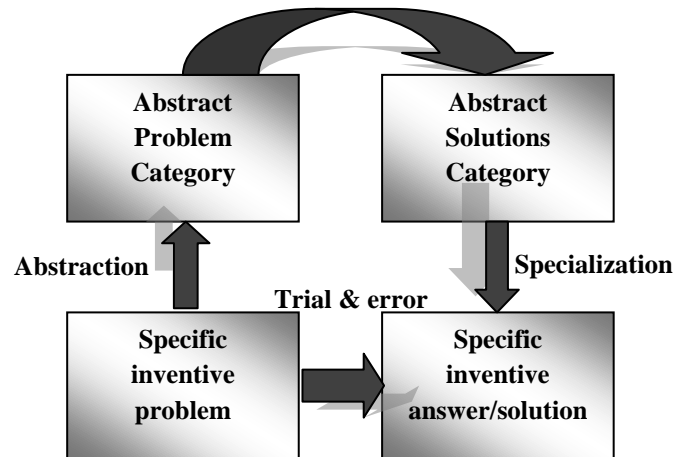 Abstract
Problem
Category
Abstract
Solutions
Category
Abstraction
Specialization
Trial & error
Specific
inventive
problem
Specific
inventive
answer/solution